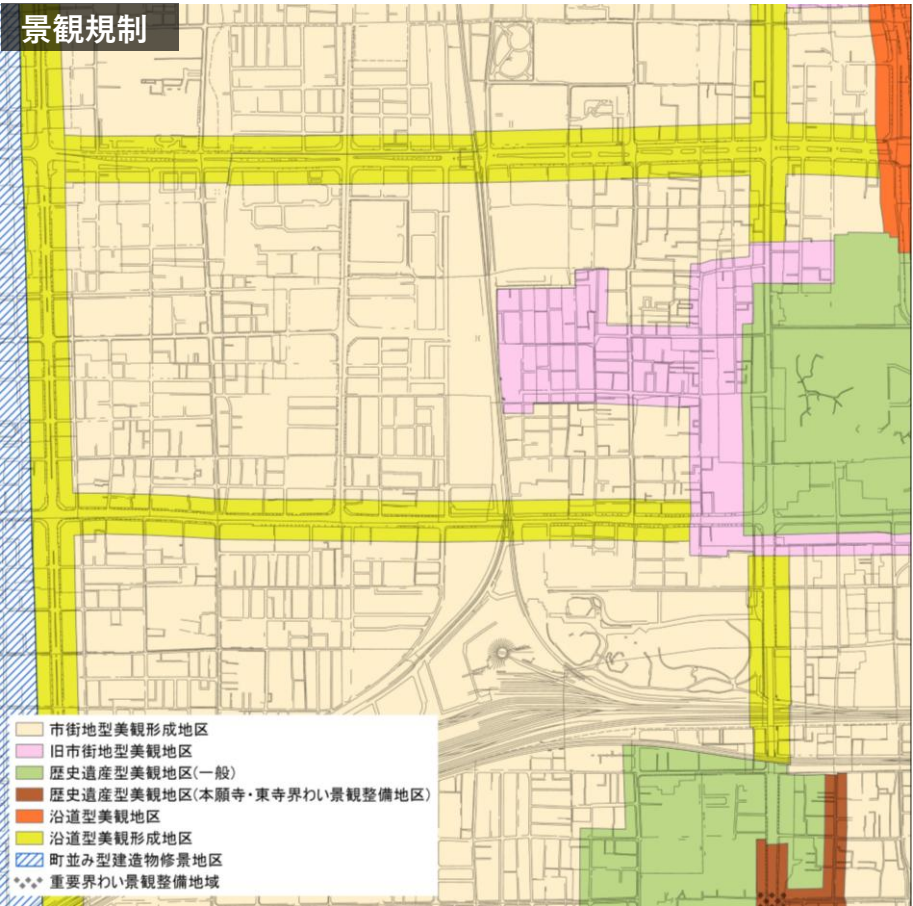 景観規制
市街地型美観形成地区
旧市街地型美観地区
歴史遺産型美観地区(一般)
歴史遺産型美観地区(本願寺・東寺界わい景観整備地区)
沿道型美観地区
沿道型美観形成地区
町並み型建造物修景地区
重要界わい景観整備地域